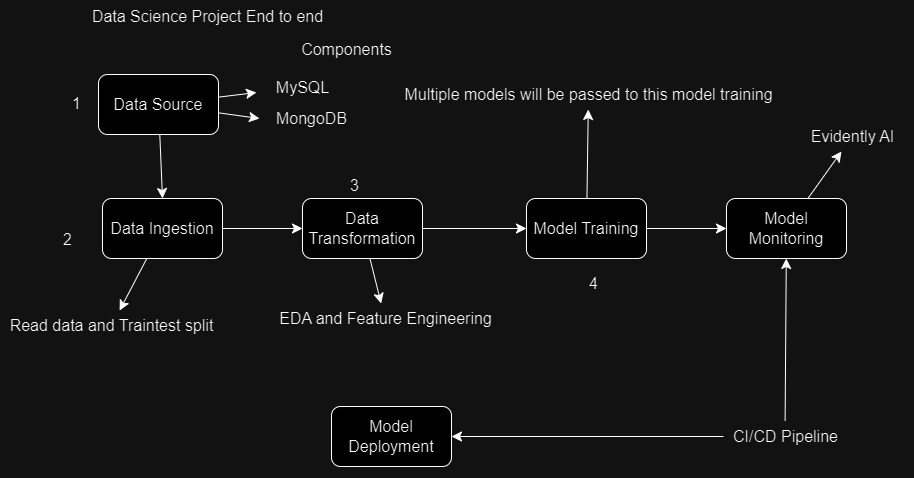 Data Science Project End to end
Components
1
Data Source
MySQL
MongoDB
Multiple models will be passed to this model training
Evidently AI
2
Data Ingestion
3
Data
Transformation
Model Training
4
Model
Monitoring
Read data and Traintest split
EDA and Feature Engineering
Model
Deployment
CI/CD Pipeline